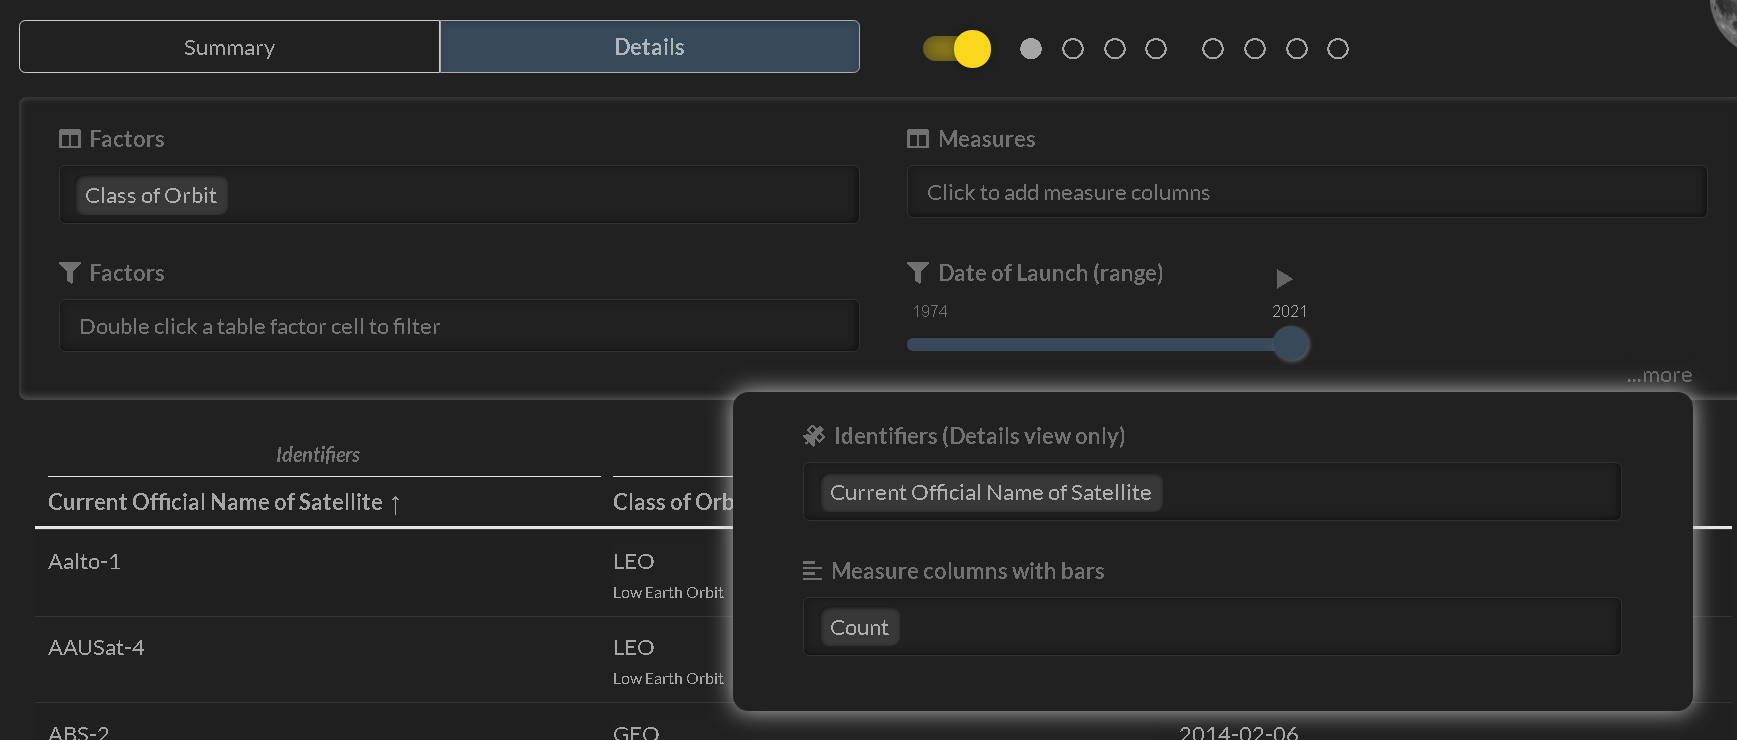 Summary
Details
Factors
Measures
Class of Orbit
Click to add measure columns
Factors
Date of Launch (range)
1974
2021
Double click a table factor cell to filter
...more
Identifiers
Current Official Name of Satellite ↑
Class of Orb
Identifiers (Details view only)
Current Official Name of Satellite
Measure columns with bars
Count
Aalto-1
LEO
Low Earth Orbit
AAUSat-4
LEO
Low Earth Orbit
ABS-2
GEO
2014-02-06